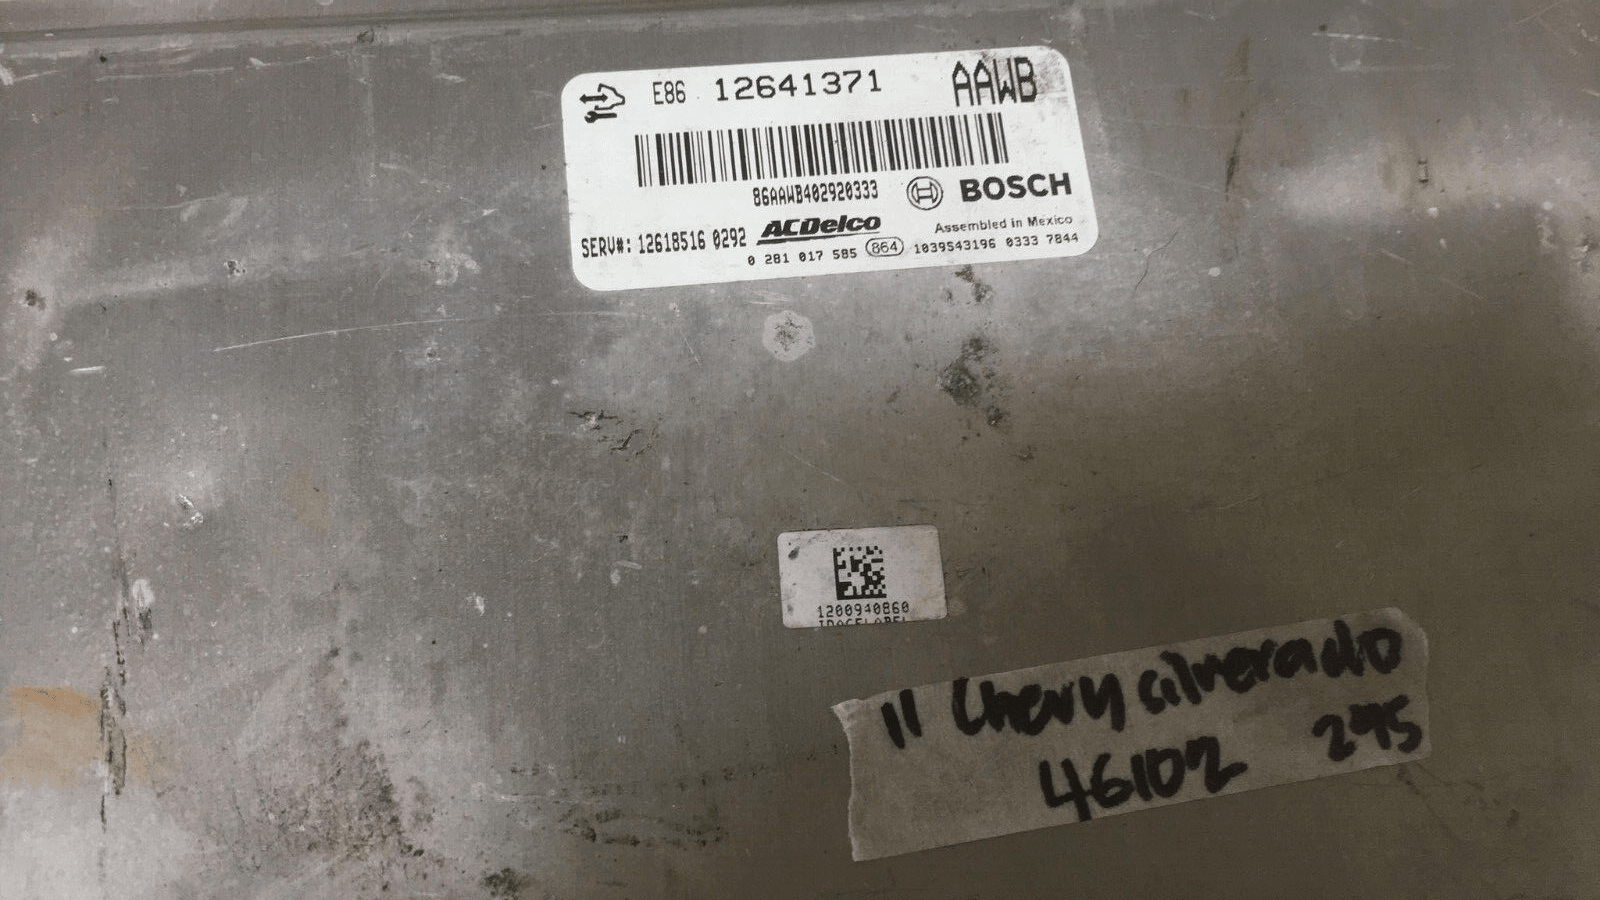 E86 12641371 AAWB
86AAWB402920333 BOSCH
SERV#: 12618516 0292 ACDelco Assembled in Mexico
0 281 017 585 864 1039S43196 0333 7844
1200940860
11 Chevy silverado
46102 295